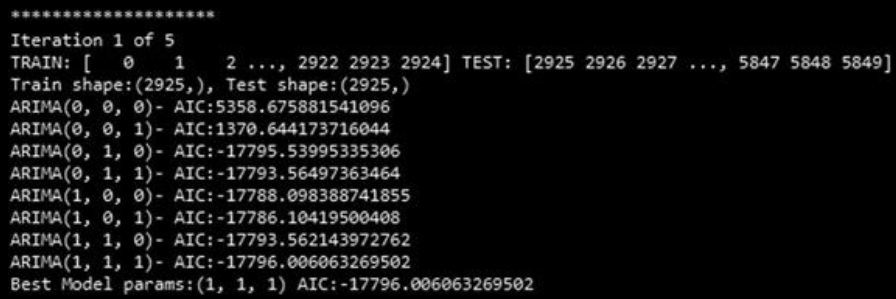 ********************
Iteration 1 of 5
TRAIN: [   0    1    2 ..., 2922 2923 2924] TEST: [2925 2926 2927 ..., 5847 5848 5849]
Train shape:(2925,), Test shape:(2925,)
ARIMA(0, 0, 0)- AIC:5358.675881541096
ARIMA(0, 0, 1)- AIC:1370.644173716044
ARIMA(0, 1, 0)- AIC:-17795.53995335306
ARIMA(0, 1, 1)- AIC:-17793.56497363464
ARIMA(1, 0, 0)- AIC:-17788.098388741855
ARIMA(1, 0, 1)- AIC:-17786.10419500408
ARIMA(1, 1, 0)- AIC:-17793.562143972762
ARIMA(1, 1, 1)- AIC:-17796.006063269502
Best Model params:(1, 1, 1) AIC:-17796.006063269502